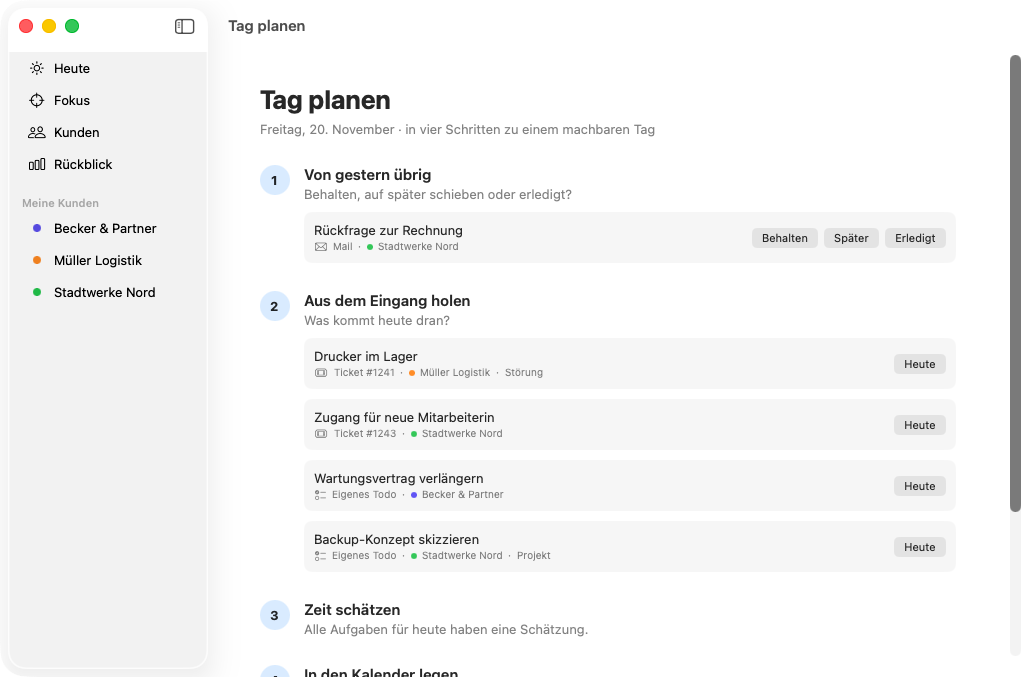 Tag planen
Heute
Fokus
Kunden
Rückblick
Meine Kunden
Becker & Partner
Müller Logistik
Stadtwerke Nord
Tag planen
Freitag, 20. November · in vier Schritten zu einem machbaren Tag
1
Von gestern übrig
Behalten, auf später schieben oder erledigt?
Rückfrage zur Rechnung
Mail · Stadtwerke Nord
Behalten Später Erledigt
2
Aus dem Eingang holen
Was kommt heute dran?
Drucker im Lager
Ticket #1241 · Müller Logistik · Störung
Heute
Zugang für neue Mitarbeiterin
Ticket #1243 · Stadtwerke Nord
Heute
Wartungsvertrag verlängern
Eigenes Todo · Becker & Partner
Heute
Backup-Konzept skizzieren
Eigenes Todo · Stadtwerke Nord · Projekt
Heute
3
Zeit schätzen
Alle Aufgaben für heute haben eine Schätzung.
In den Kalender legen